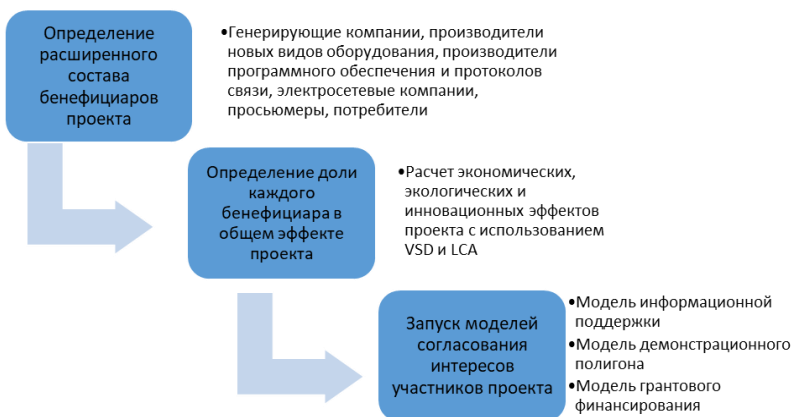 Определение
расширенного
состава
бенефициаров
проекта
•Генерирующие компании, производители
новых видов оборудования, производители
программного обеспечения и протоколов
связи, электросетевые компании,
просьюмеры, потребители
Определение доли
каждого
бенефициара в
общем эффекте
проекта
•Расчет экономических,
экологических и
инновационных эффектов
проекта с использованием
VSD и LCA
Запуск моделей
согласования
интересов
участников проекта
•Модель информационной
поддержки
•Модель демонстрационного
полигона
•Модель грантового
финансирования